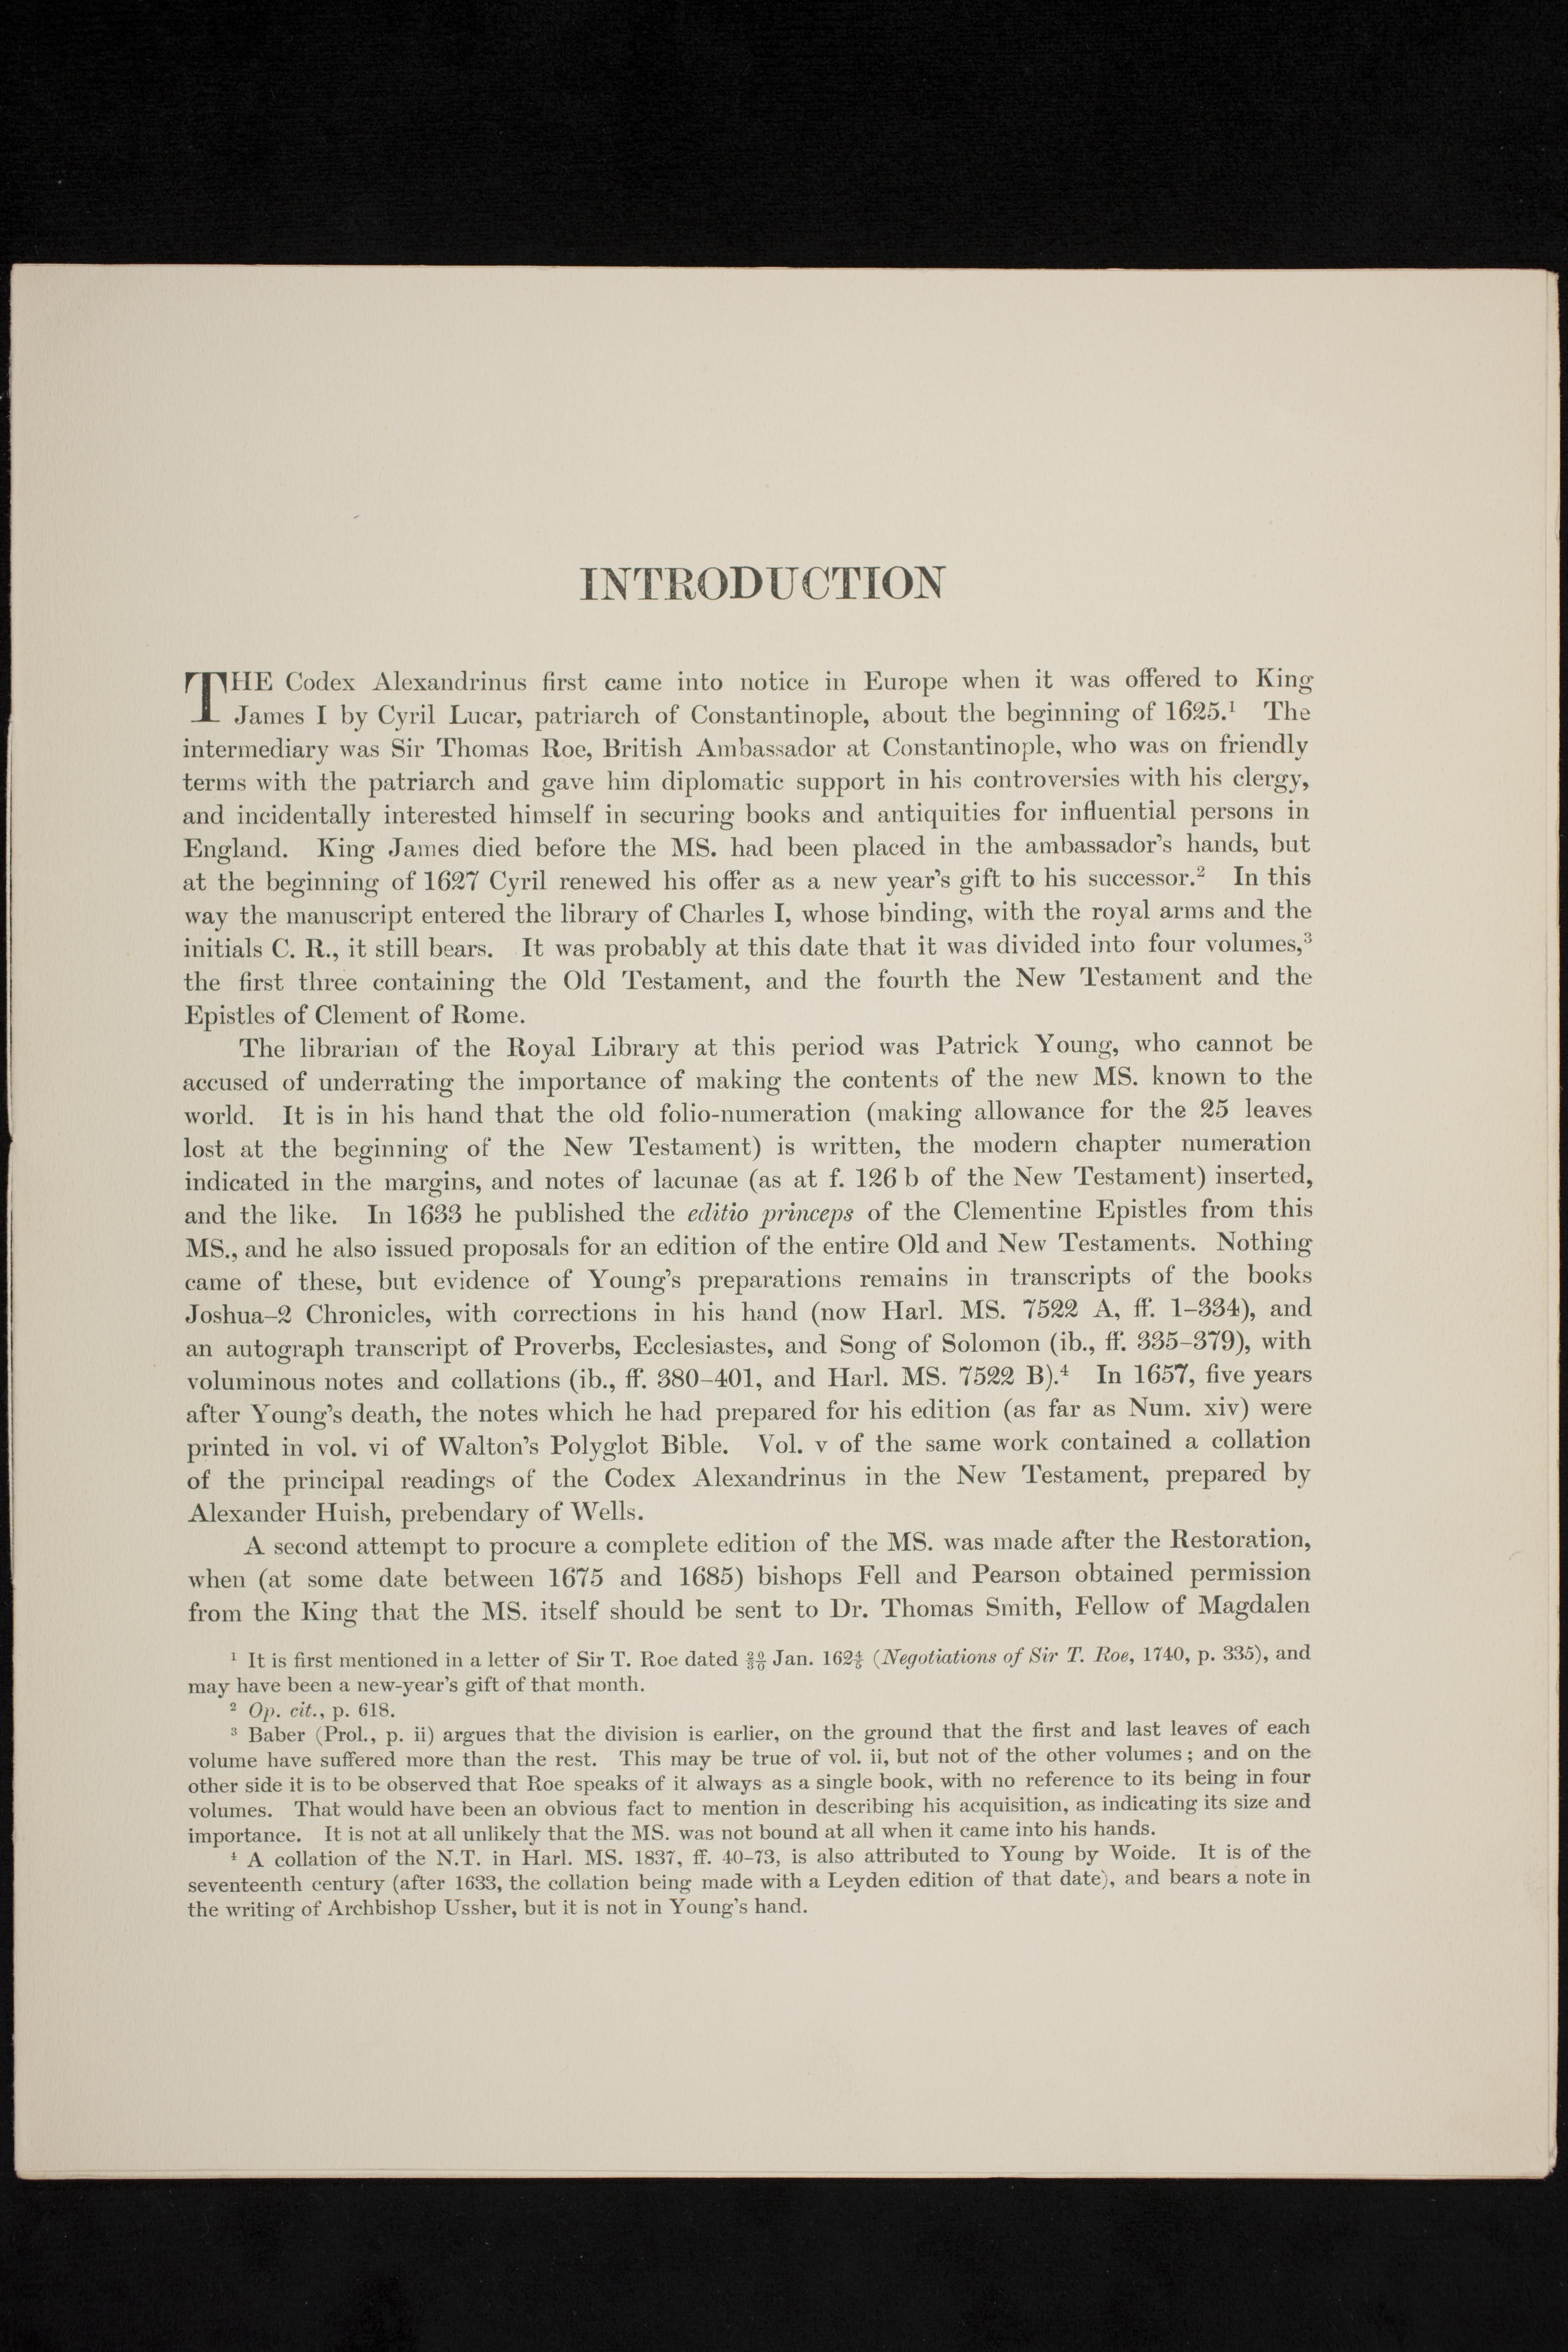 INTRODUCTION
THE Codex Alexandrinus first came into notice in Europe when it was offered to King
James I by Cyril Lucar, patriarch of Constantinople, about the beginning of 1625.¹ The
intermediary was Sir Thomas Roe, British Ambassador at Constantinople, who was on friendly
terms with the patriarch and gave him diplomatic support in his controversies with his clergy,
and incidentally interested himself in securing books and antiquities for influential persons in
England. King James died before the MS. had been placed in the ambassador's hands, but
at the beginning of 1627 Cyril renewed his offer as a new year's gift to his successor.² In this
way the manuscript entered the library of Charles I, whose binding, with the royal arms and the
initials C. R., it still bears. It was probably at this date that it was divided into four volumes,³
the first three containing the Old Testament, and the fourth the New Testament and the
Epistles of Clement of Rome.
The librarian of the Royal Library at this period was Patrick Young, who cannot be
accused of underrating the importance of making the contents of the new MS. known to the
world. It is in his hand that the old folio-numeration (making allowance for the 25 leaves
lost at the beginning of the New Testament) is written, the modern chapter numeration
indicated in the margins, and notes of lacunae (as at f. 126 b of the New Testament) inserted,
and the like. In 1633 he published the editio princeps of the Clementine Epistles from this
MS., and he also issued proposals for an edition of the entire Old and New Testaments. Nothing
came of these, but evidence of Young's preparations remains in transcripts of the books
Joshua–2 Chronicles, with corrections in his hand (now Harl. MS. 7522 A, ff. 1–334), and
an autograph transcript of Proverbs, Ecclesiastes, and Song of Solomon (ib., ff. 335–379), with
voluminous notes and collations (ib., ff. 380–401, and Harl. MS. 7522 B).⁴ In 1657, five years
after Young's death, the notes which he had prepared for his edition (as far as Num. xiv) were
printed in vol. vi of Walton's Polyglot Bible. Vol. v of the same work contained a collation
of the principal readings of the Codex Alexandrinus in the New Testament, prepared by
Alexander Huish, prebendary of Wells.
A second attempt to procure a complete edition of the MS. was made after the Restoration,
when (at some date between 1675 and 1685) bishops Fell and Pearson obtained permission
from the King that the MS. itself should be sent to Dr. Thomas Smith, Fellow of Magdalen
¹ It is first mentioned in a letter of Sir T. Roe dated 20/30 Jan. 1624/5 (Negotiations of Sir T. Roe, 1740, p. 335), and
may have been a new-year's gift of that month.
² Op. cit., p. 618.
³ Baber (Prol., p. ii) argues that the division is earlier, on the ground that the first and last leaves of each
volume have suffered more than the rest. This may be true of vol. ii, but not of the other volumes; and on the
other side it is to be observed that Roe speaks of it always as a single book, with no reference to its being in four
volumes. That would have been an obvious fact to mention in describing his acquisition, as indicating its size and
importance. It is not at all unlikely that the MS. was not bound at all when it came into his hands.
⁴ A collation of the N.T. in Harl. MS. 1837, ff. 40–73, is also attributed to Young by Woide. It is of the
seventeenth century (after 1633, the collation being made with a Leyden edition of that date), and bears a note in
the writing of Archbishop Ussher, but it is not in Young's hand.